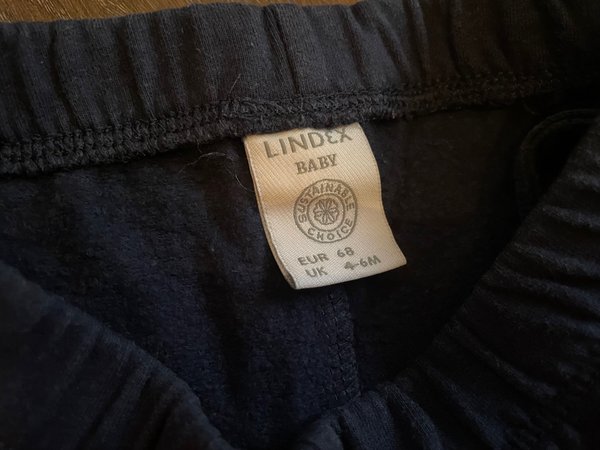 LINDEX
BABY
SUSTAINABLE
CHOICE
EUR 68
UK 4-6M